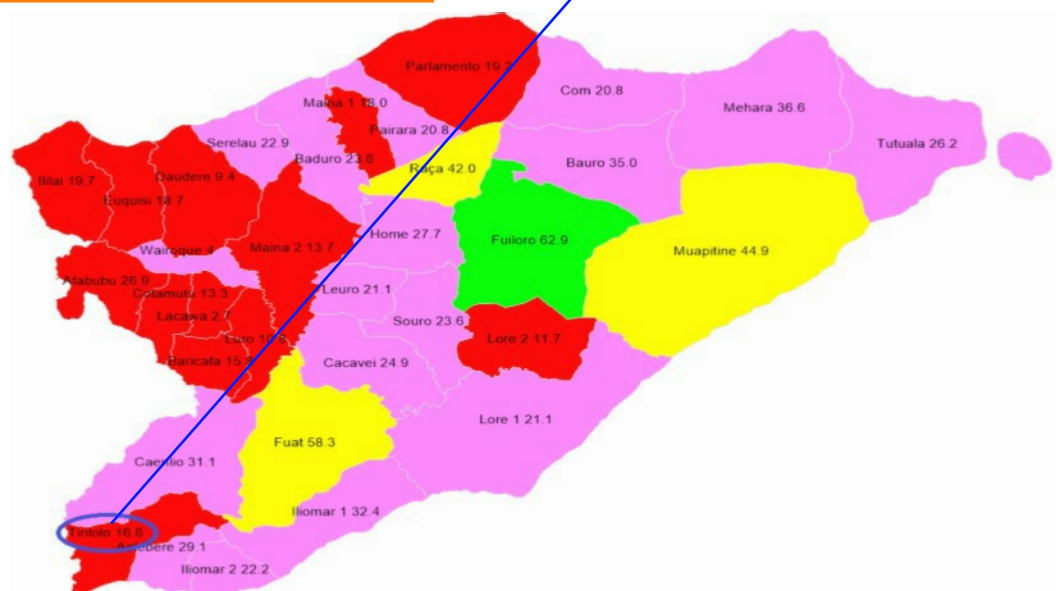 Parlamento 19.2
Com 20.8
Mehara 36.6
Tutuala 26.2
Maina 1 18.0
Pairara 20.8
Serelau 22.9
Baduro 23.6
Bauro 35.0
Raça 42.0
Ililai 19.7
Daudere 9.4
Euquisi 18.7
Home 27.7
Fuiloro 62.9
Maina 2 13.7
Muapitine 44.9
Afabubu 26.9
Cotamutu 13.3
Leuro 21.1
Lacawa 2.7
Souro 23.6
Lore 2 11.7
Baricafa
Cacavei 24.9
Lore 1 21.1
Fuat 58.3
31.1
Iliomar 1 32.4
Tirilolo 16.6
29.1
Iliomar 2 22.2